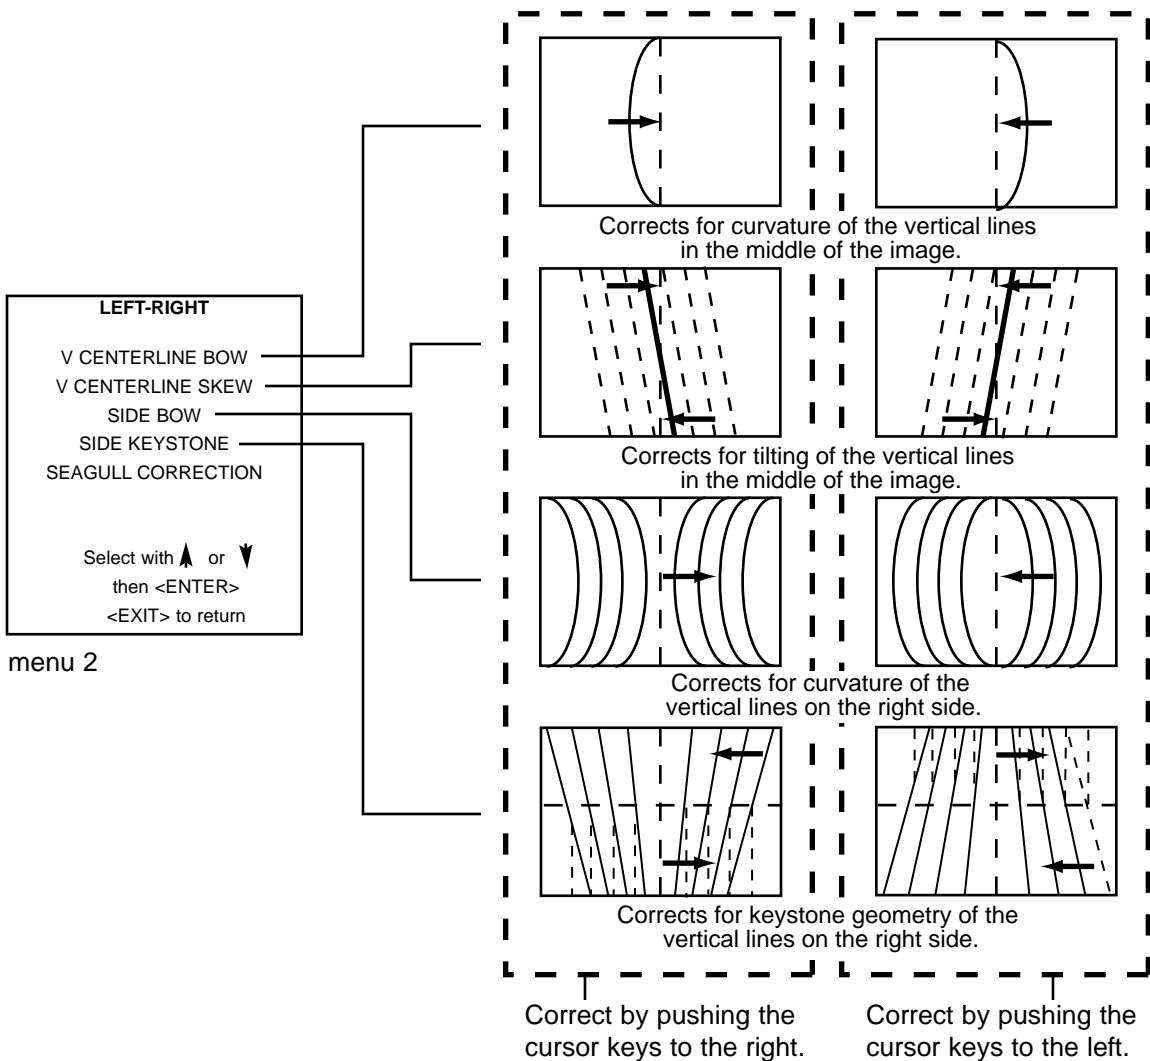 Corrects for curvature of the vertical lines
in the middle of the image.
LEFT-RIGHT
V CENTERLINE BOW
V CENTERLINE SKEW
SIDE BOW
SIDE KEYSTONE
SEAGULL CORRECTION
Select with or
then <ENTER>
<EXIT> to return
menu 2
Corrects for tilting of the vertical lines
in the middle of the image.
Corrects for curvature of the
vertical lines on the right side.
Corrects for keystone geometry of the
vertical lines on the right side.
Correct by pushing the
cursor keys to the right.
Correct by pushing the
cursor keys to the left.